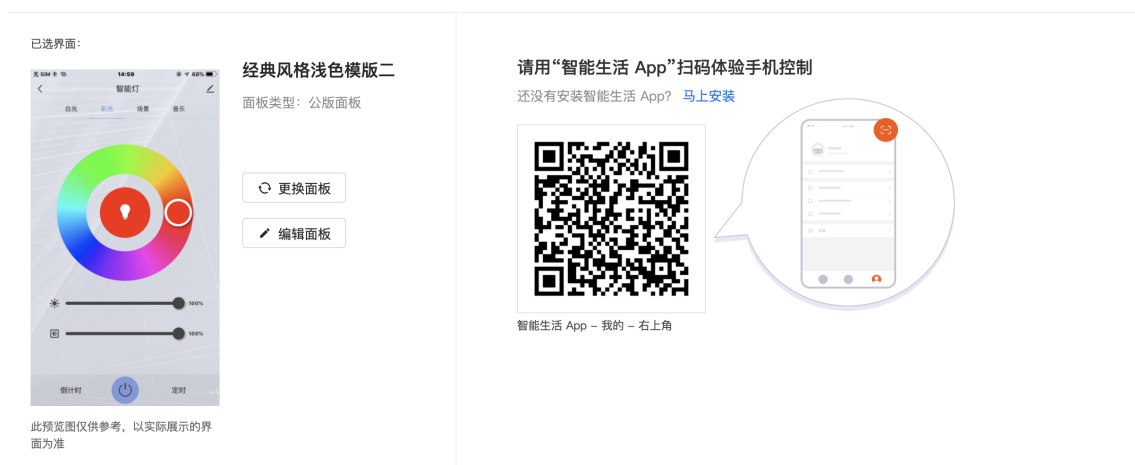 已选界面：
无 SIM 卡
14:59
68%
智能灯
白光 彩光 场景 音乐
100%
100%
倒计时 定时
此预览图仅供参考，以实际展示的界
面为准
经典风格浅色模版二
面板类型：公版面板
更换面板
编辑面板
请用“智能生活 App”扫码体验手机控制
还没有安装智能生活 App？ 马上安装
智能生活 App – 我的 – 右上角